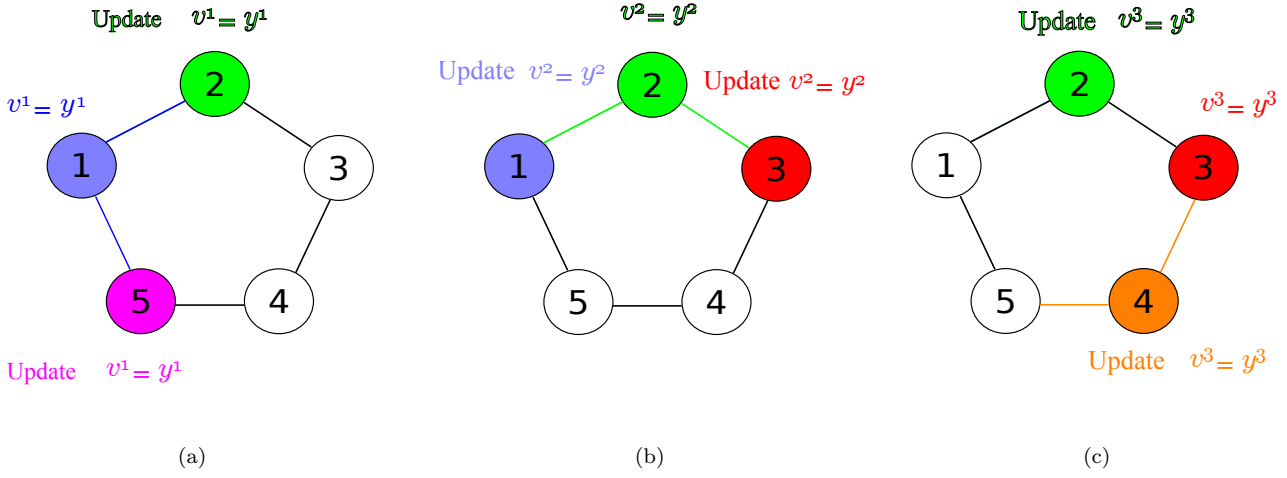 Update v¹= y¹
v¹= y¹
2
1
3
5
4
Update v¹= y¹
(a)
v²= y²
Update v²= y²
Update v²= y²
2
1
3
5
4
(b)
Update v³= y³
v³= y³
2
1
3
5
4
Update v³= y³
(c)